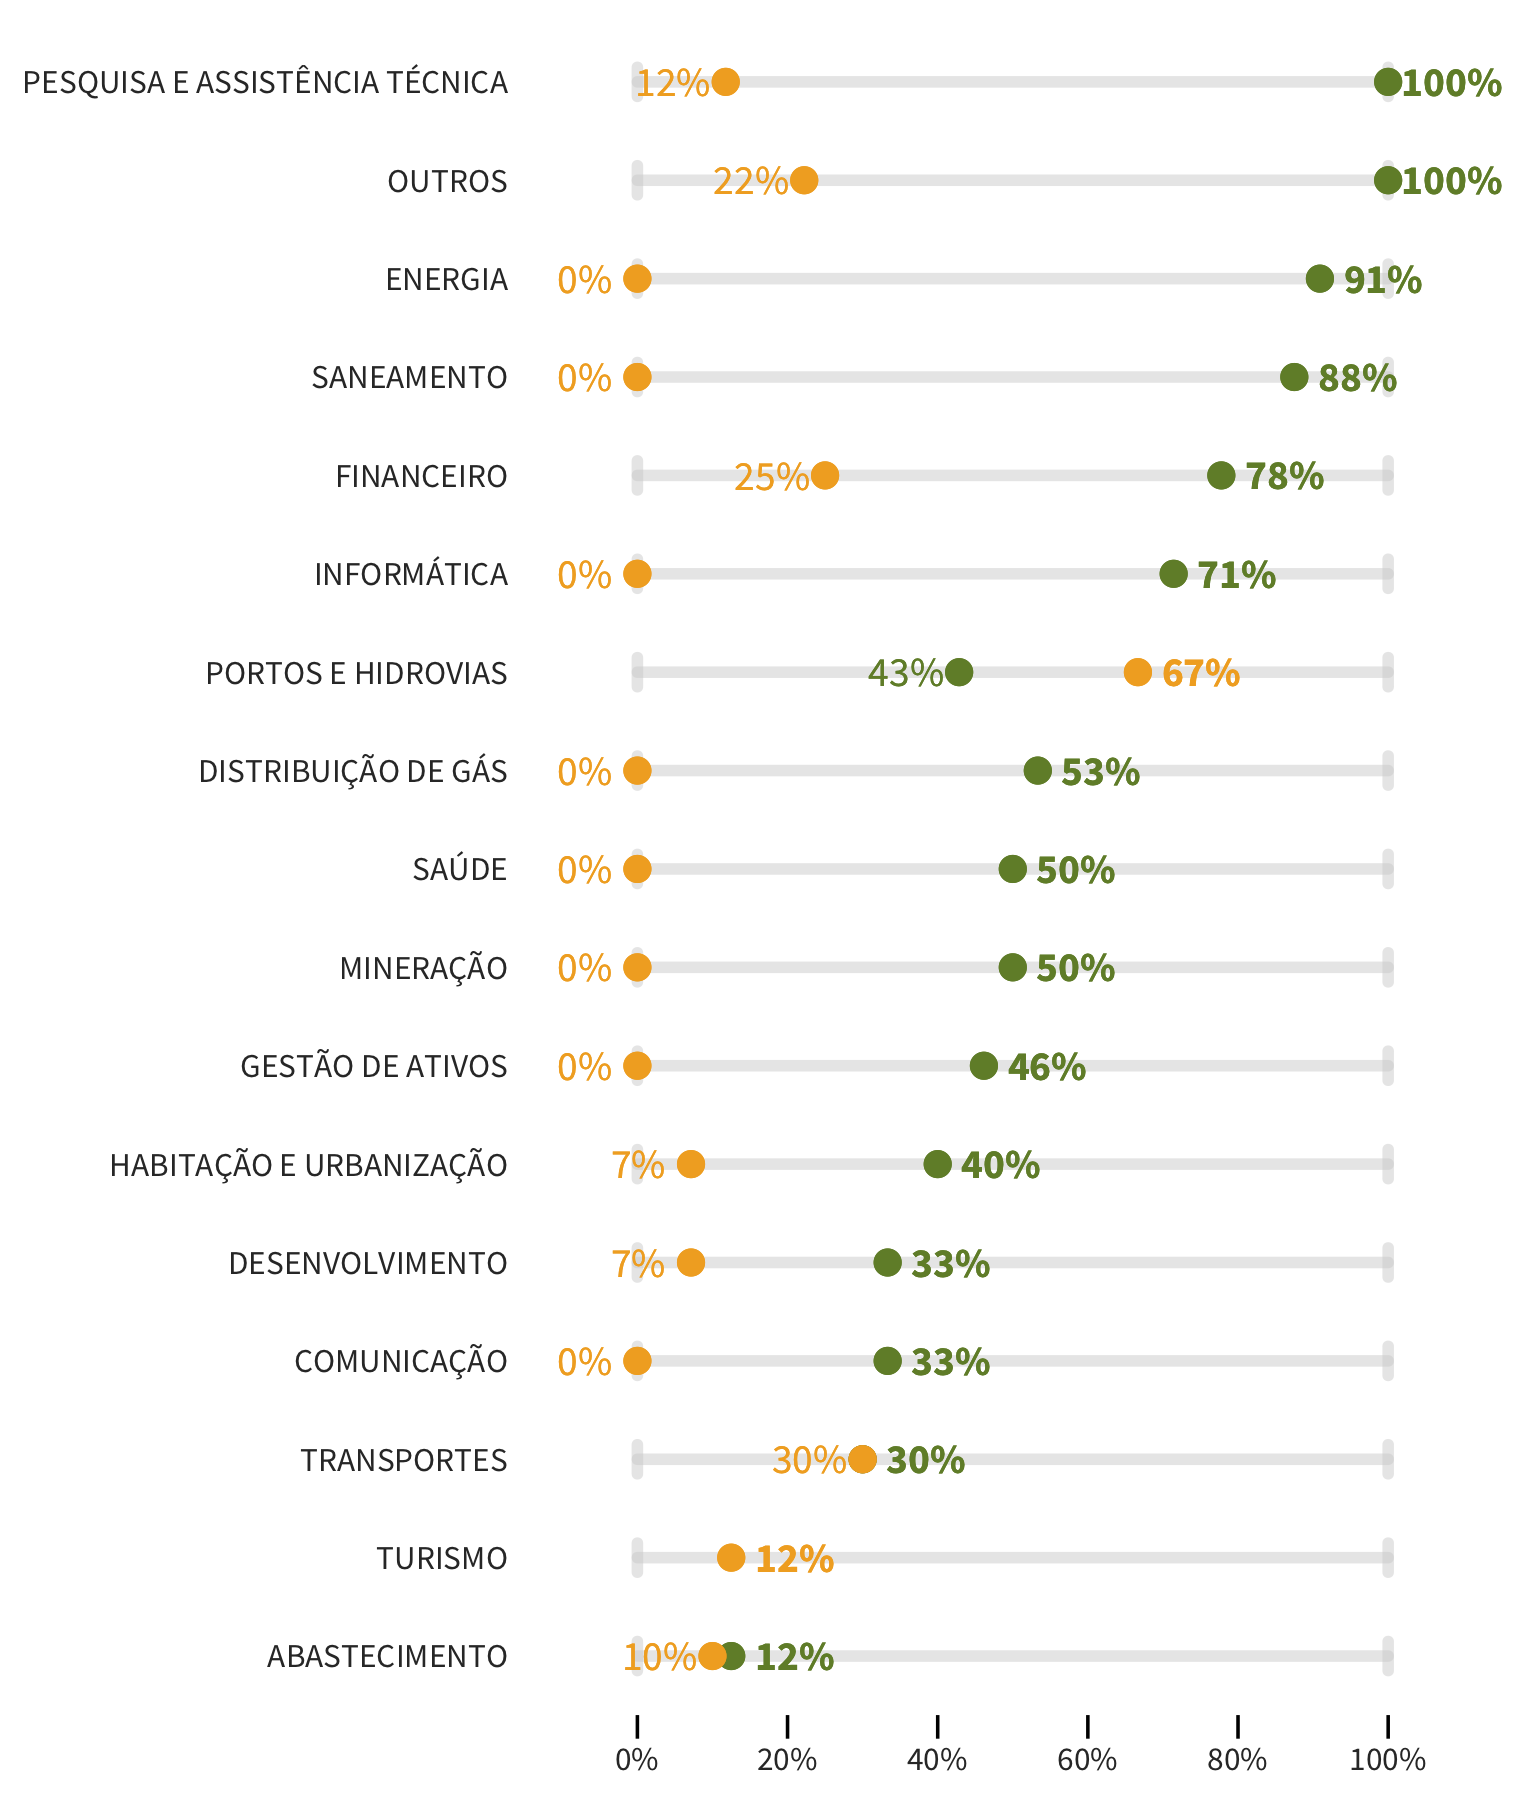 PESQUISA E ASSISTÊNCIA TÉCNICA 12% 100%
OUTROS 22% 100%
ENERGIA 0% 91%
SANEAMENTO 0% 88%
FINANCEIRO 25% 78%
INFORMÁTICA 0% 71%
PORTOS E HIDROVIAS 43% 67%
DISTRIBUIÇÃO DE GÁS 0% 53%
SAÚDE 0% 50%
MINERAÇÃO 0% 50%
GESTÃO DE ATIVOS 0% 46%
HABITAÇÃO E URBANIZAÇÃO 7% 40%
DESENVOLVIMENTO 7% 33%
COMUNICAÇÃO 0% 33%
TRANSPORTES 30% 30%
TURISMO 12%
ABASTECIMENTO 10% 12%
0% 20% 40% 60% 80% 100%